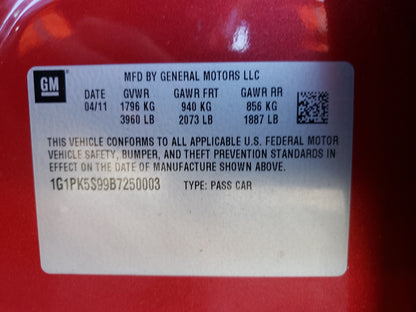 GM
MFD BY GENERAL MOTORS LLC
DATE GVWR GAWR FRT GAWR RR
04/11 1796 KG 940 KG 856 KG
3960 LB 2073 LB 1887 LB
THIS VEHICLE CONFORMS TO ALL APPLICABLE U.S. FEDERAL MOTOR
VEHICLE SAFETY, BUMPER, AND THEFT PREVENTION STANDARDS IN
EFFECT ON THE DATE OF MANUFACTURE SHOWN ABOVE.
1G1PK5S99B7250003 TYPE: PASS CAR